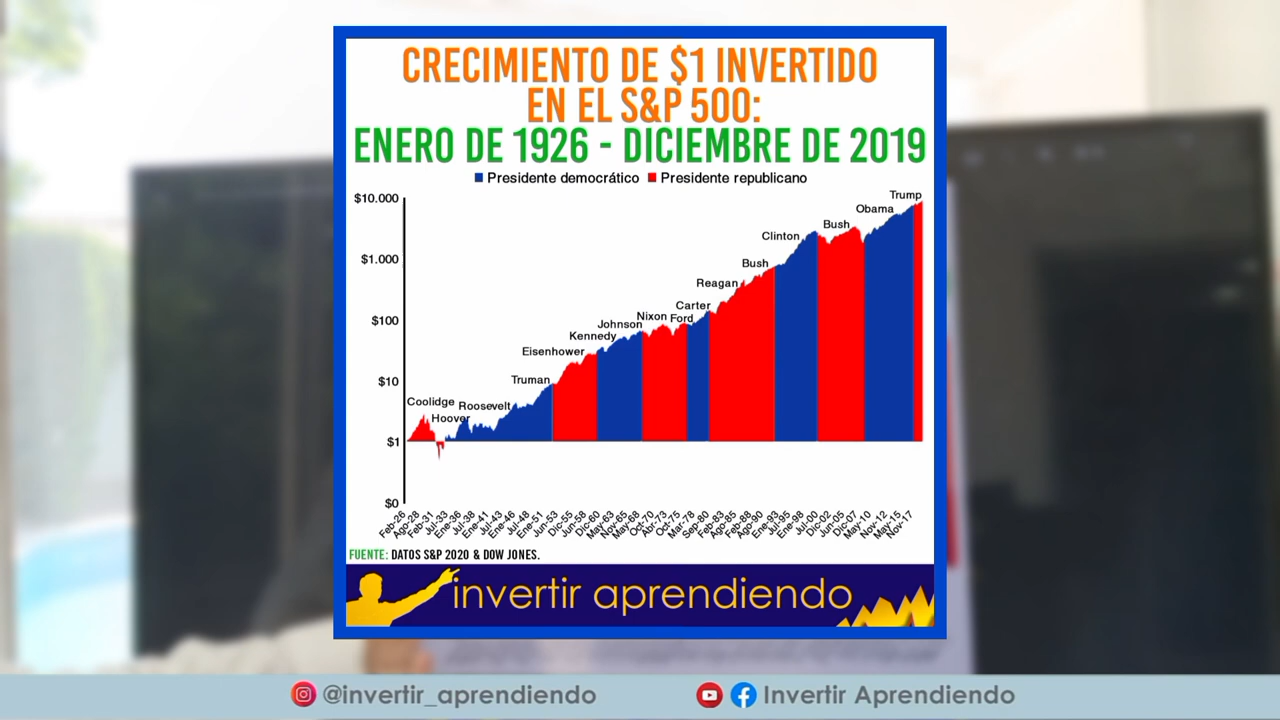 CRECIMIENTO DE $1 INVERTIDO
EN EL S&P 500:
ENERO DE 1926 - DICIEMBRE DE 2019
Presidente democrático Presidente republicano
$10.000
$1.000
$100
$10
$1
$0
Coolidge
Hoover
Roosevelt
Truman
Eisenhower
Kennedy
Johnson
Nixon
Ford
Carter
Reagan
Bush
Clinton
Bush
Obama
Trump
Feb-26
Ago-28
Feb-31
Jul-33
Ene-36
Jul-38
Ene-41
Jul-43
Ene-46
Jul-48
Ene-51
Jun-53
Dic-55
Jun-58
Dic-60
May-63
Nov-65
May-68
Oct-70
Abr-73
Oct-75
Mar-78
Sep-80
Feb-83
Ago-85
Feb-88
Ago-90
Ene-93
Jul-95
Ene-98
Jul-00
Dic-02
Jun-05
Dic-07
May-10
Nov-12
May-15
Nov-17
FUENTE: DATOS S&P 2020 & DOW JONES.
invertir aprendiendo
@invertir_aprendiendo Invertir Aprendiendo